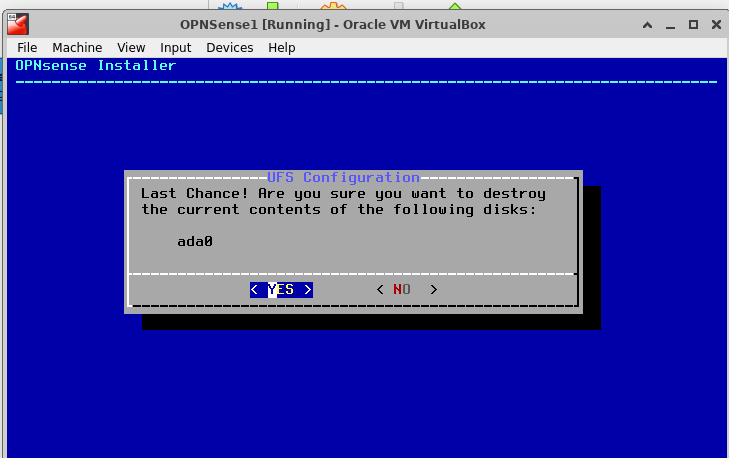 OPNSense1 [Running] - Oracle VM VirtualBox
File Machine View Input Devices Help
OPNsense Installer
UFS Configuration
Last Chance! Are you sure you want to destroy
the current contents of the following disks:
ada0
< YES > < NO >